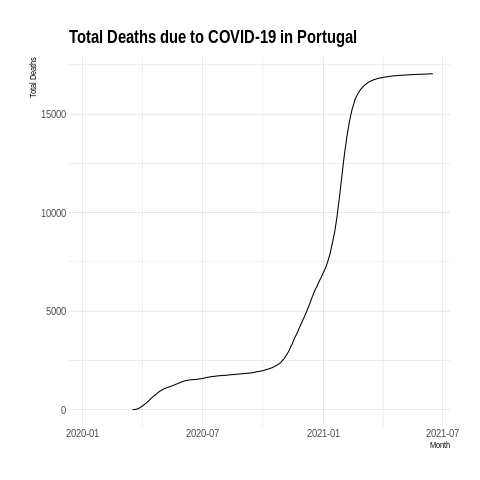 Total Deaths due to COVID-19 in Portugal
Total Deaths
15000
10000
5000
0
2020-01 2020-07 2021-01 2021-07
Month